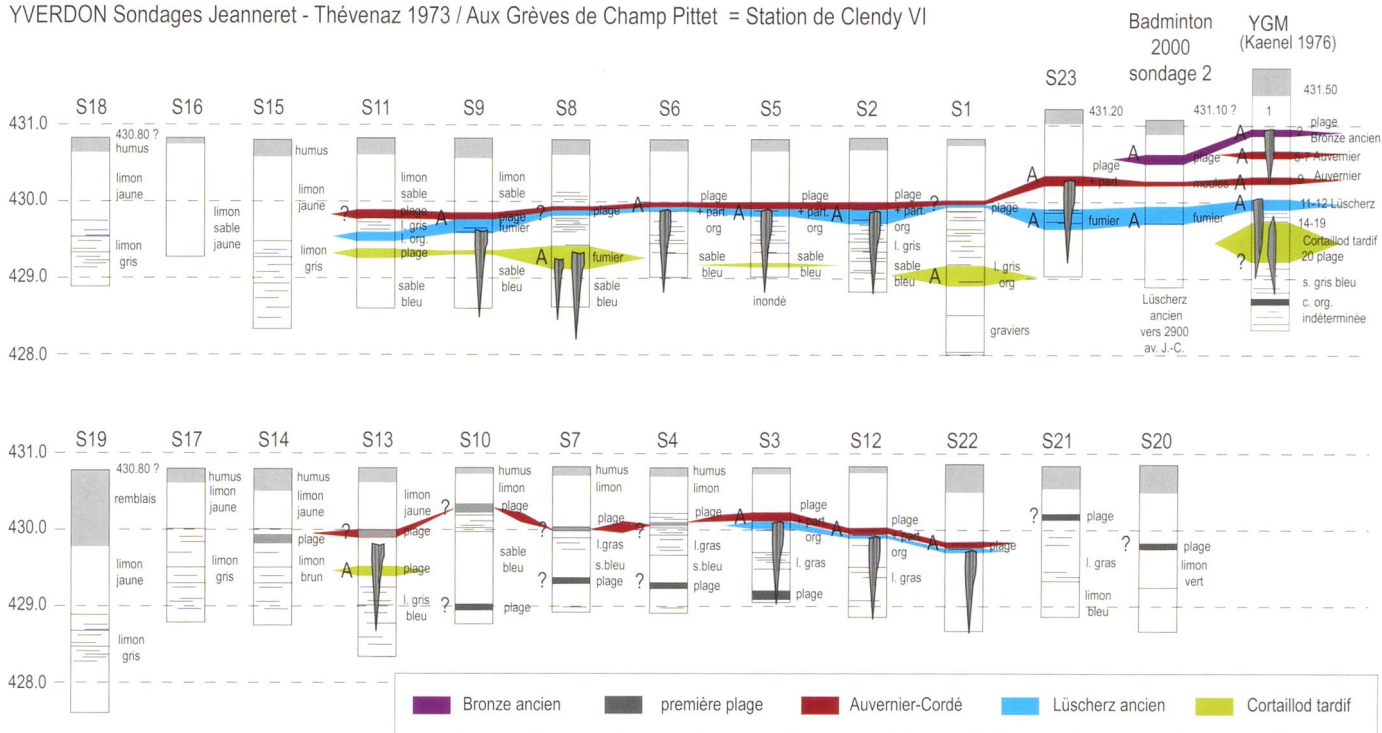 YVERDON Sondages Jeanneret - Thévenaz 1973 / Aux Grèves de Champ Pittet = Station de Clendy VI
Badminton
2000
sondage 2
YGM
(Kaenel 1976)
S18
S16
S15
S11
S9
S8
S6
S5
S2
S1
S23
431.0
430.0
429.0
428.0
430.80 ?
humus
limon
jaune
limon
gris
limon
sable
jaune
humus
limon
jaune
limon
gris
?
limon
sable
jaune
plage
gris
l. org.
plage
sable
bleu
A
limon
sable
plage
fumier
sable
bleu
?
A
plage
fumier
sable
bleu
A
plage
+ part
org
sable
bleu
A
plage
+ part
org
sable
bleu
inondé
A
plage
+ part
org
l. gris
sable
bleu
?
plage
A
l. gris
org
graviers
431.20
A
plage
+ part
A
fumier
431.10 ?
A
plage
moules
A
fumier
Lüscherz
ancien
vers 2900
av. J.-C.
431.50
1
plage
A
2
Bronze ancien
A
5-7 Auvernier
A
9
Auvernier
A
11-12 Lüscherz
14-19
Cortaillod tardif
?
20 plage
s. gris bleu
c. org.
indéterminée
S19
S17
S14
S13
S10
S7
S4
S3
S12
S22
S21
S20
431.0
430.0
429.0
428.0
430.80 ?
remblais
limon
jaune
limon
gris
humus
limon
jaune
limon
gris
humus
limon
jaune
plage
limon
brun
?
limon
jaune
plage
A
plage
l. gris
bleu
?
humus
limon
plage
sable
bleu
?
plage
humus
limon
?
plage
l.gras
s.bleu
?
plage
humus
limon
?
plage
l.gras
s.bleu
?
plage
A
plage
+ part
org
l. gras
plage
A
plage
+ part
org
l. gras
A
plage
?
plage
l. gras
limon
bleu
?
plage
limon
vert
Bronze ancien
première plage
Auvernier-Cordé
Lüscherz ancien
Cortaillod tardif